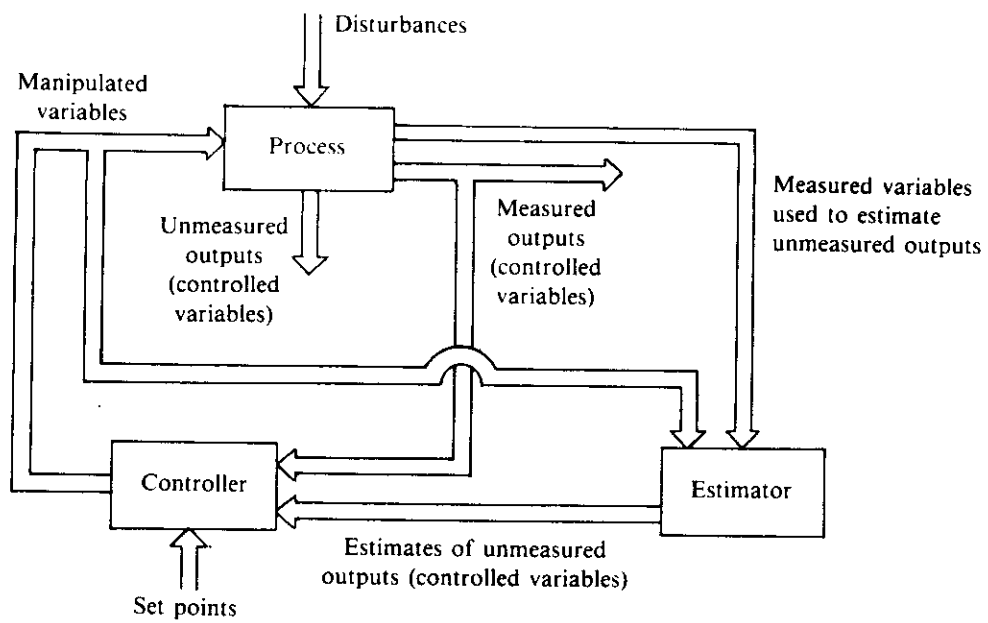 Disturbances
Manipulated
variables
Process
Unmeasured
outputs
(controlled
variables)
Measured
outputs
(controlled
variables)
Measured variables
used to estimate
unmeasured outputs
Controller
Estimator
Estimates of unmeasured
outputs (controlled variables)
Set points